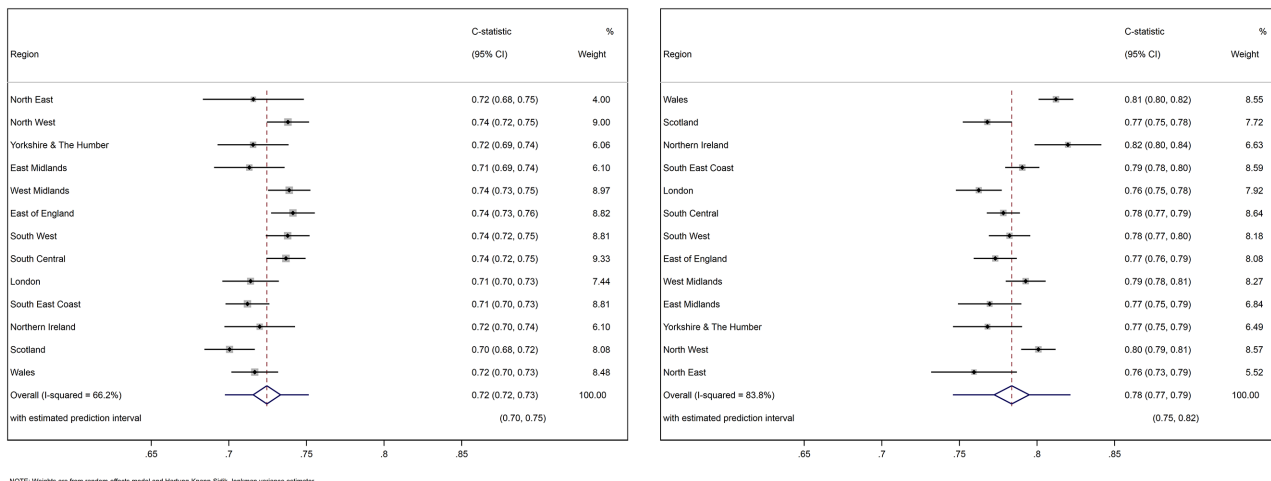 C-statistic %
Region (95% CI) Weight
North East 0.72 (0.68, 0.75) 4.00
North West 0.74 (0.72, 0.75) 9.00
Yorkshire & The Humber 0.72 (0.69, 0.74) 6.06
East Midlands 0.71 (0.69, 0.74) 6.10
West Midlands 0.74 (0.73, 0.75) 8.97
East of England 0.74 (0.73, 0.76) 8.82
South West 0.74 (0.72, 0.75) 8.81
South Central 0.74 (0.72, 0.75) 9.33
London 0.71 (0.70, 0.73) 7.44
South East Coast 0.71 (0.70, 0.73) 8.81
Northern Ireland 0.72 (0.70, 0.74) 6.10
Scotland 0.70 (0.68, 0.72) 8.08
Wales 0.72 (0.70, 0.73) 8.48
Overall (I-squared = 66.2%) 0.72 (0.72, 0.73) 100.00
with estimated prediction interval (0.70, 0.75)
.65 .7 .75 .8 .85
C-statistic %
Region (95% CI) Weight
Wales 0.81 (0.80, 0.82) 8.55
Scotland 0.77 (0.75, 0.78) 7.72
Northern Ireland 0.82 (0.80, 0.84) 6.63
South East Coast 0.79 (0.78, 0.80) 8.59
London 0.76 (0.75, 0.78) 7.92
South Central 0.78 (0.77, 0.79) 8.64
South West 0.78 (0.77, 0.80) 8.18
East of England 0.77 (0.76, 0.79) 8.08
West Midlands 0.79 (0.78, 0.81) 8.27
East Midlands 0.77 (0.75, 0.79) 6.84
Yorkshire & The Humber 0.77 (0.75, 0.79) 6.49
North West 0.80 (0.79, 0.81) 8.57
North East 0.76 (0.73, 0.79) 5.52
Overall (I-squared = 83.8%) 0.78 (0.77, 0.79) 100.00
with estimated prediction interval (0.75, 0.82)
.65 .7 .75 .8 .85